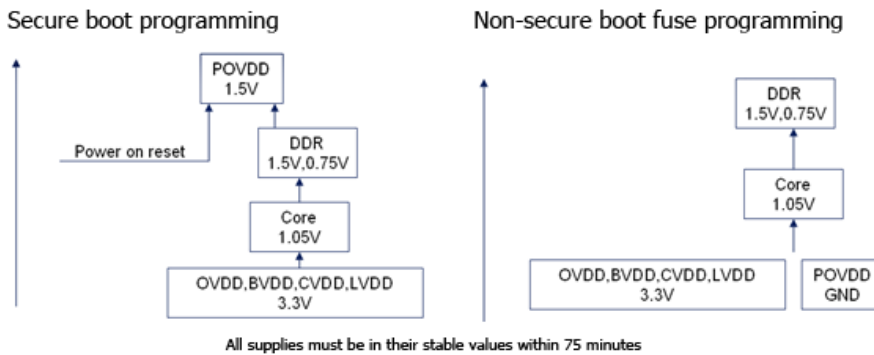 Secure boot programming
POVDD
1.5V
Power on reset
DDR
1.5V,0.75V
Core
1.05V
OVDD,BVDD,CVDD,LVDD
3.3V
Non-secure boot fuse programming
DDR
1.5V,0.75V
Core
1.05V
OVDD,BVDD,CVDD,LVDD
3.3V
POVDD
GND
All supplies must be in their stable values within 75 minutes